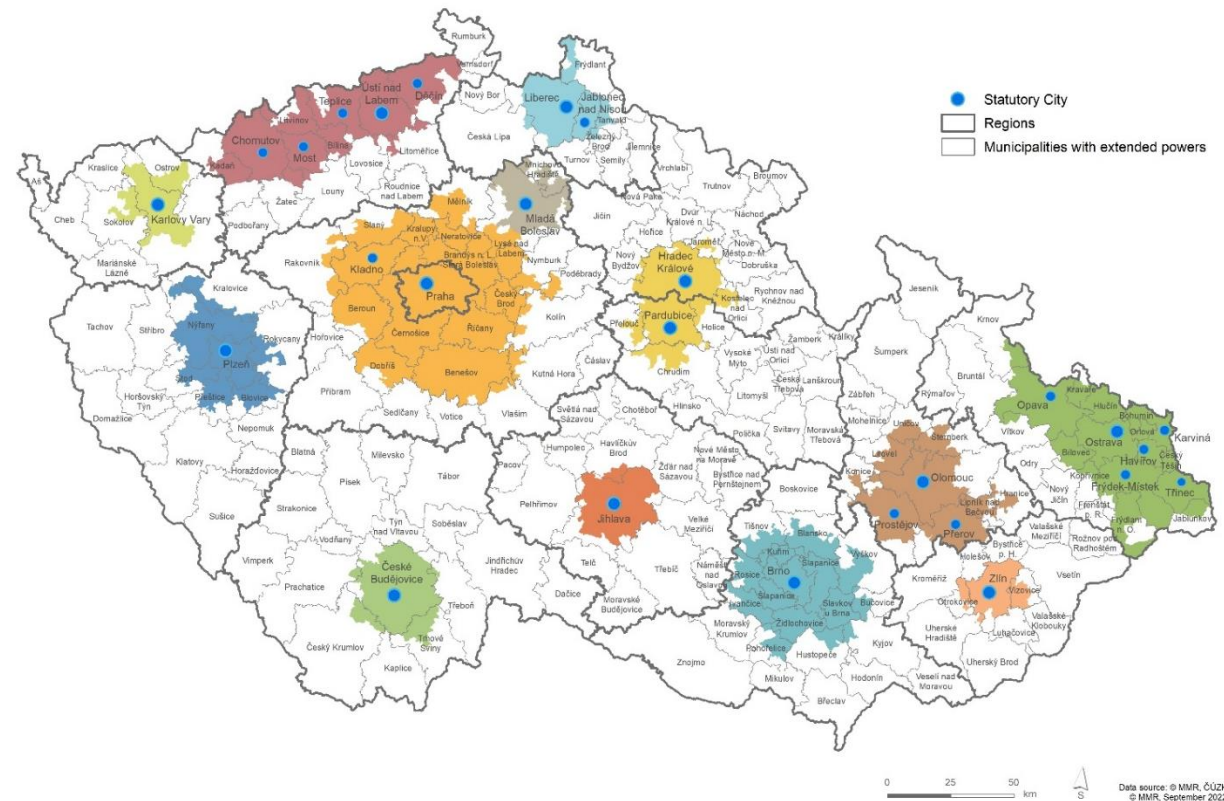 Rumburk
Varnsdorf
Frýdlant
Děčín
Ústí nad
Labem
Teplice
Nový Bor
Liberec
Jablonec
nad Nisou
Tanvald
Železný
Brod
Litvínov
Bílina
Česká Lípa
Chomutov
Most
Lovosice
Litoměřice
Turnov
Semily
Jilemnice
Vrchlabí
Kraslice
Ostrov
Kadaň
Mnichovo
Hradiště
Trutnov
Broumov
Aš
Louny
Roudnice
nad Labem
Žatec
Mělník
Nová Paka
Cheb
Sokolov
Karlovy Vary
Podbořany
Mladá
Boleslav
Jičín
Dvůr
Králové n. L.
Náchod
Hořice
Slaný
Kralupy
n.V.
Neratovice
Lysá nad
Labem
Jaroměř
Nové
Město n. M.
Mariánské
Lázně
Rakovník
Kladno
Brandýs n. L.
Stará Boleslav
Nymburk
Nový
Bydžov
Hradec
Králové
Dobruška
Poděbrady
Praha
Český
Brod
Rychnov nad
Kněžnou
Kostelec
nad
Orlicí
Kralovice
Beroun
Kolín
Pardubice
Přelouč
Holice
Jeseník
Tachov
Stříbro
Nýřany
Rokycany
Hořovice
Černošice
Říčany
Žamberk
Králíky
Krnov
Plzeň
Čáslav
Chrudim
Vysoké
Mýto
Ústí nad
Orlicí
Šumperk
Dobříš
Benešov
Kutná Hora
Česká
Třebová
Lanškroun
Bruntál
Horšovský
Týn
Stod
Přeštice
Blovice
Příbram
Hlinsko
Litomyšl
Zábřeh
Rýmařov
Opava
Kravaře
Hlučín
Bohumín
Domažlice
Nepomuk
Sedlčany
Votice
Vlašim
Světlá nad
Sázavou
Chotěboř
Polička
Svitavy
Moravská
Třebová
Mohelnice
Uničov
Šternberk
Vítkov
Ostrava
Orlová
Karviná
Blatná
Milevsko
Humpolec
Havlíčkův
Brod
Nové Město
na Moravě
Litovel
Bílovec
Havířov
Český
Těšín
Klatovy
Horažďovice
Písek
Tábor
Pacov
Žďár nad
Sázavou
Bystřice nad
Pernštejnem
Konice
Olomouc
Odry
Kopřivnice
Frýdek-Místek
Třinec
Sušice
Strakonice
Týn
nad Vltavou
Soběslav
Pelhřimov
Jihlava
Boskovice
Prostějov
Lipník nad
Bečvou
Hranice
Nový
Jičín
Frenštát
p. R.
Frýdlant
n. O.
Jablunkov
Vodňany
Velké
Meziříčí
Tišnov
Blansko
Přerov
Valašské
Meziříčí
Rožnov pod
Radhoštěm
Vimperk
Prachatice
České
Budějovice
Jindřichův
Hradec
Telč
Třebíč
Náměšť
nad
Oslavou
Kuřim
Brno
Rosice
Šlapanice
Vyškov
Holešov
Bystřice
p. H.
Vsetín
Třeboň
Dačice
Moravské
Budějovice
Ivančice
Šlapanice
Slavkov
u Brna
Bučovice
Kroměříž
Zlín
Vizovice
Otrokovice
Trhové
Sviny
Český Krumlov
Kaplice
Moravský
Krumlov
Židlochovice
Pohořelice
Hustopeče
Kyjov
Uherské
Hradiště
Luhačovice
Valašské
Klobouky
Znojmo
Mikulov
Hodonín
Veselí nad
Moravou
Uherský Brod
Břeclav
Statutory City
Regions
Municipalities with extended powers
0 25 50
km
S
Data source: © MMR, ČÚZK
© MMR, September 2022